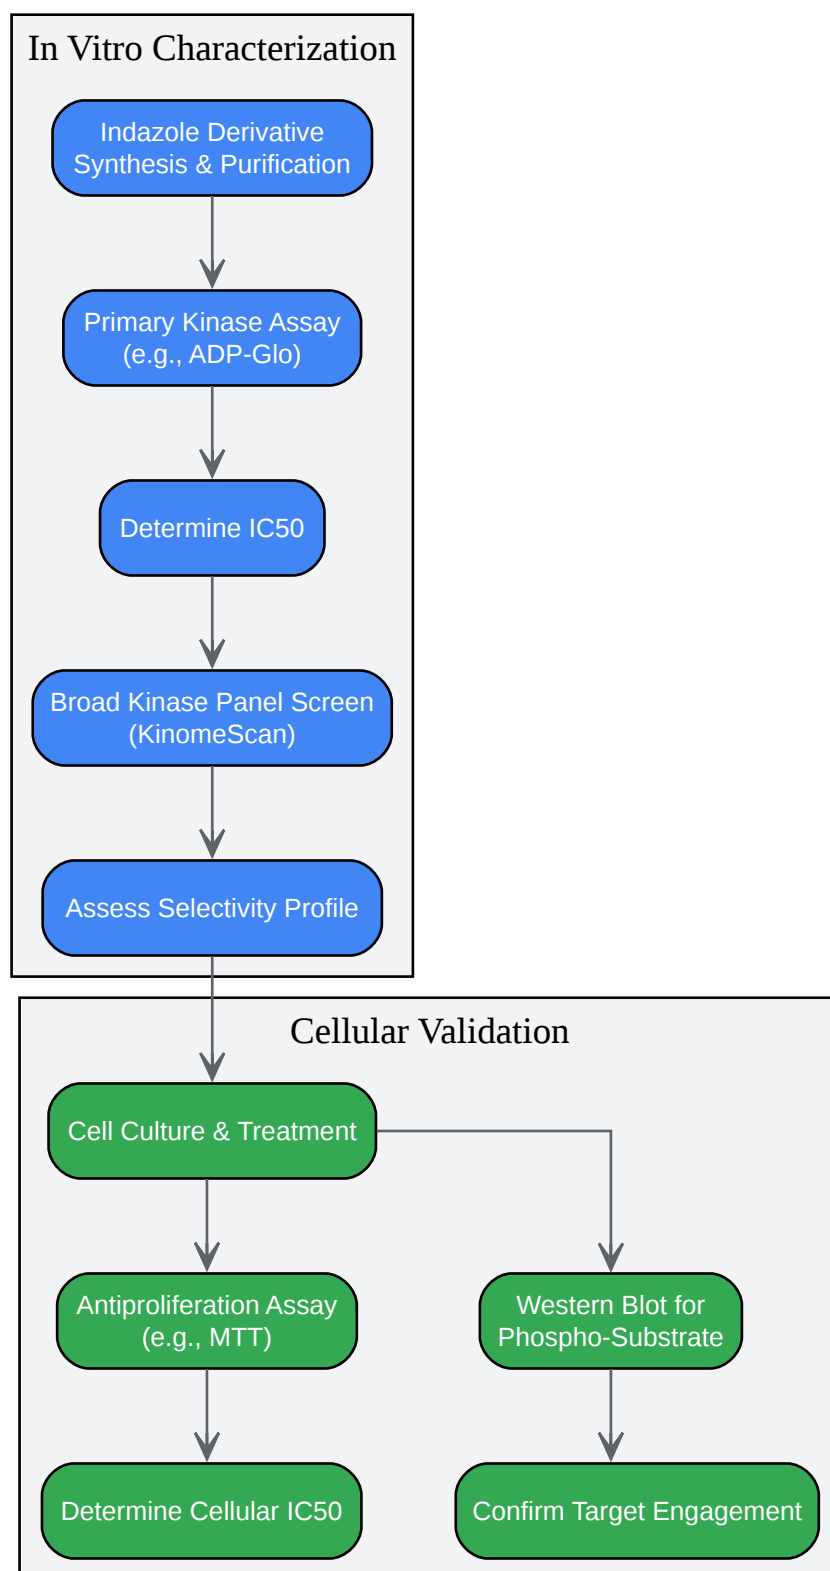 In Vitro Characterization
Indazole Derivative
Synthesis & Purification
Primary Kinase Assay
(e.g., ADP-Glo)
Determine IC50
Broad Kinase Panel Screen
(KinomeScan)
Assess Selectivity Profile
Cellular Validation
Cell Culture & Treatment
Antiproliferation Assay
(e.g., MTT)
Western Blot for
Phospho-Substrate
Determine Cellular IC50
Confirm Target Engagement